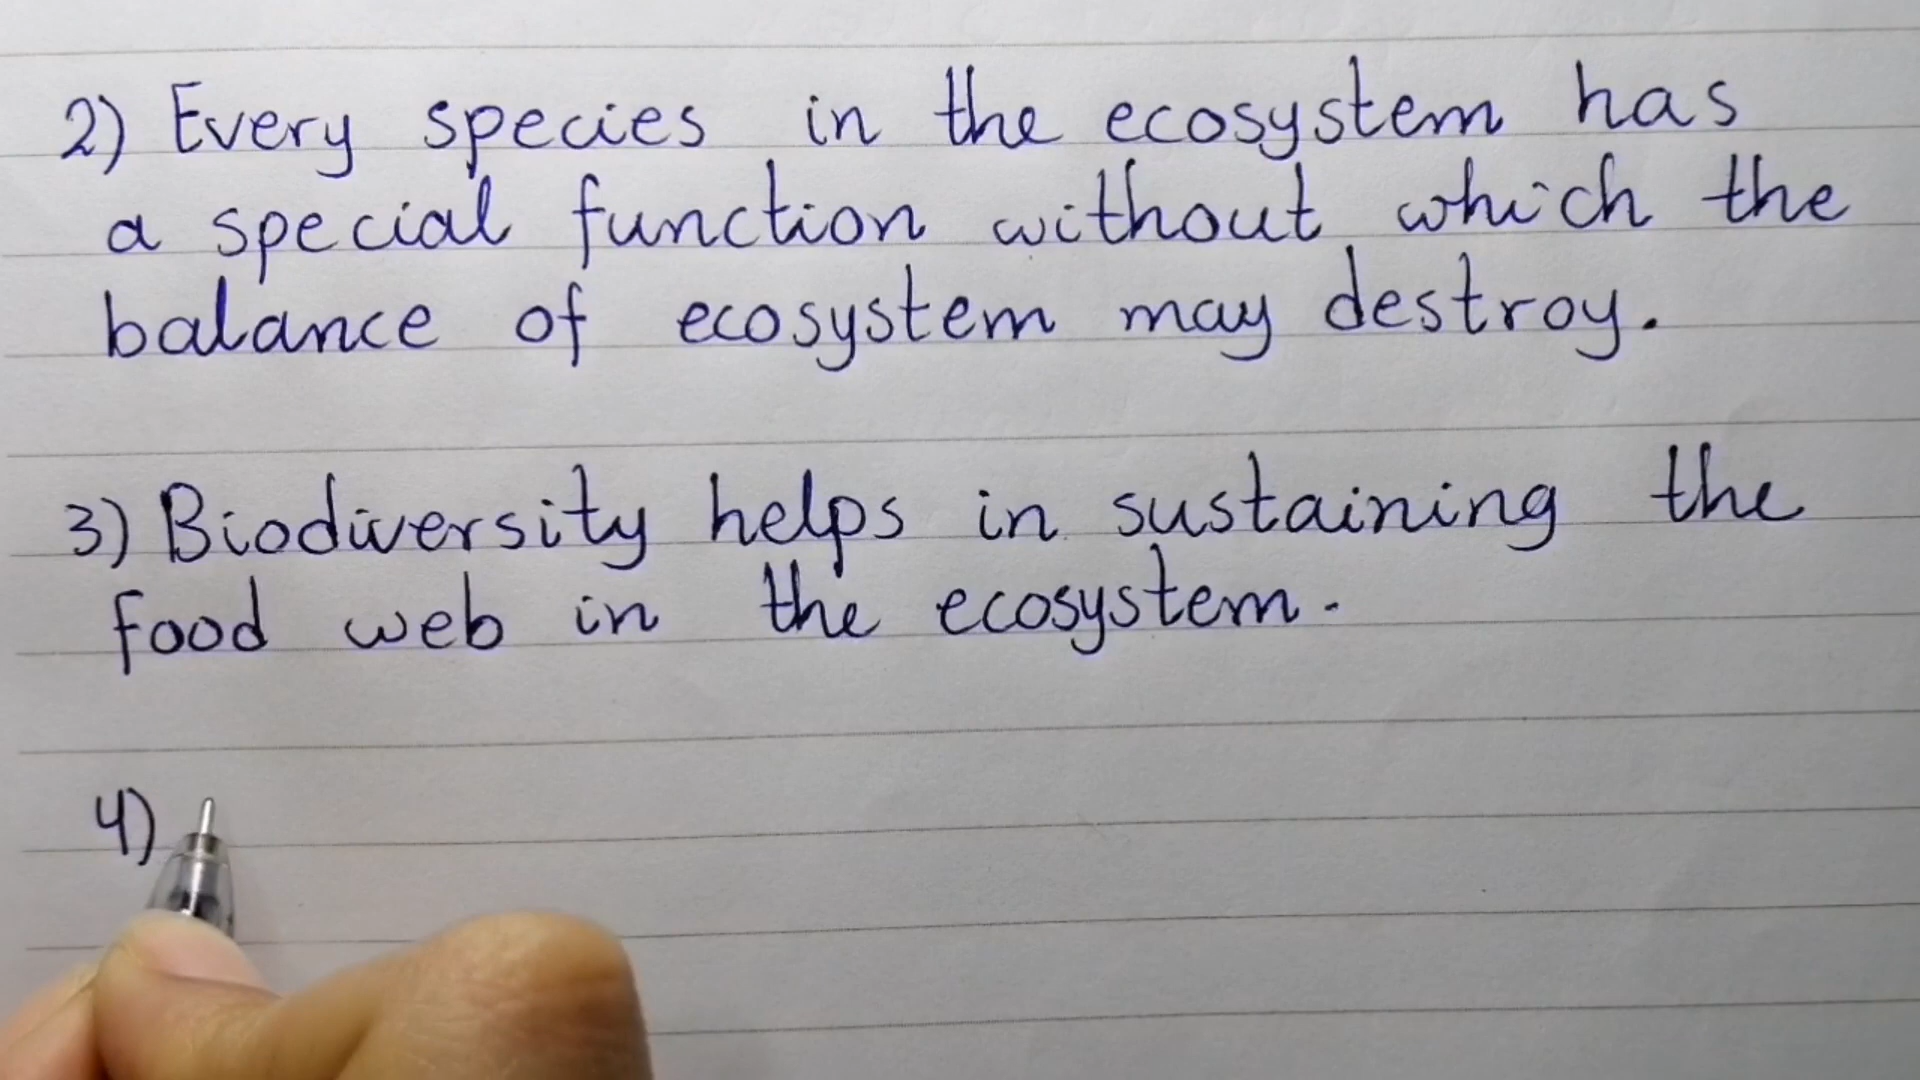 2) Every species in the ecosystem has
a special function without which the
balance of ecosystem may destroy.
3) Biodiversity helps in sustaining the
food web in the ecosystem.
4)